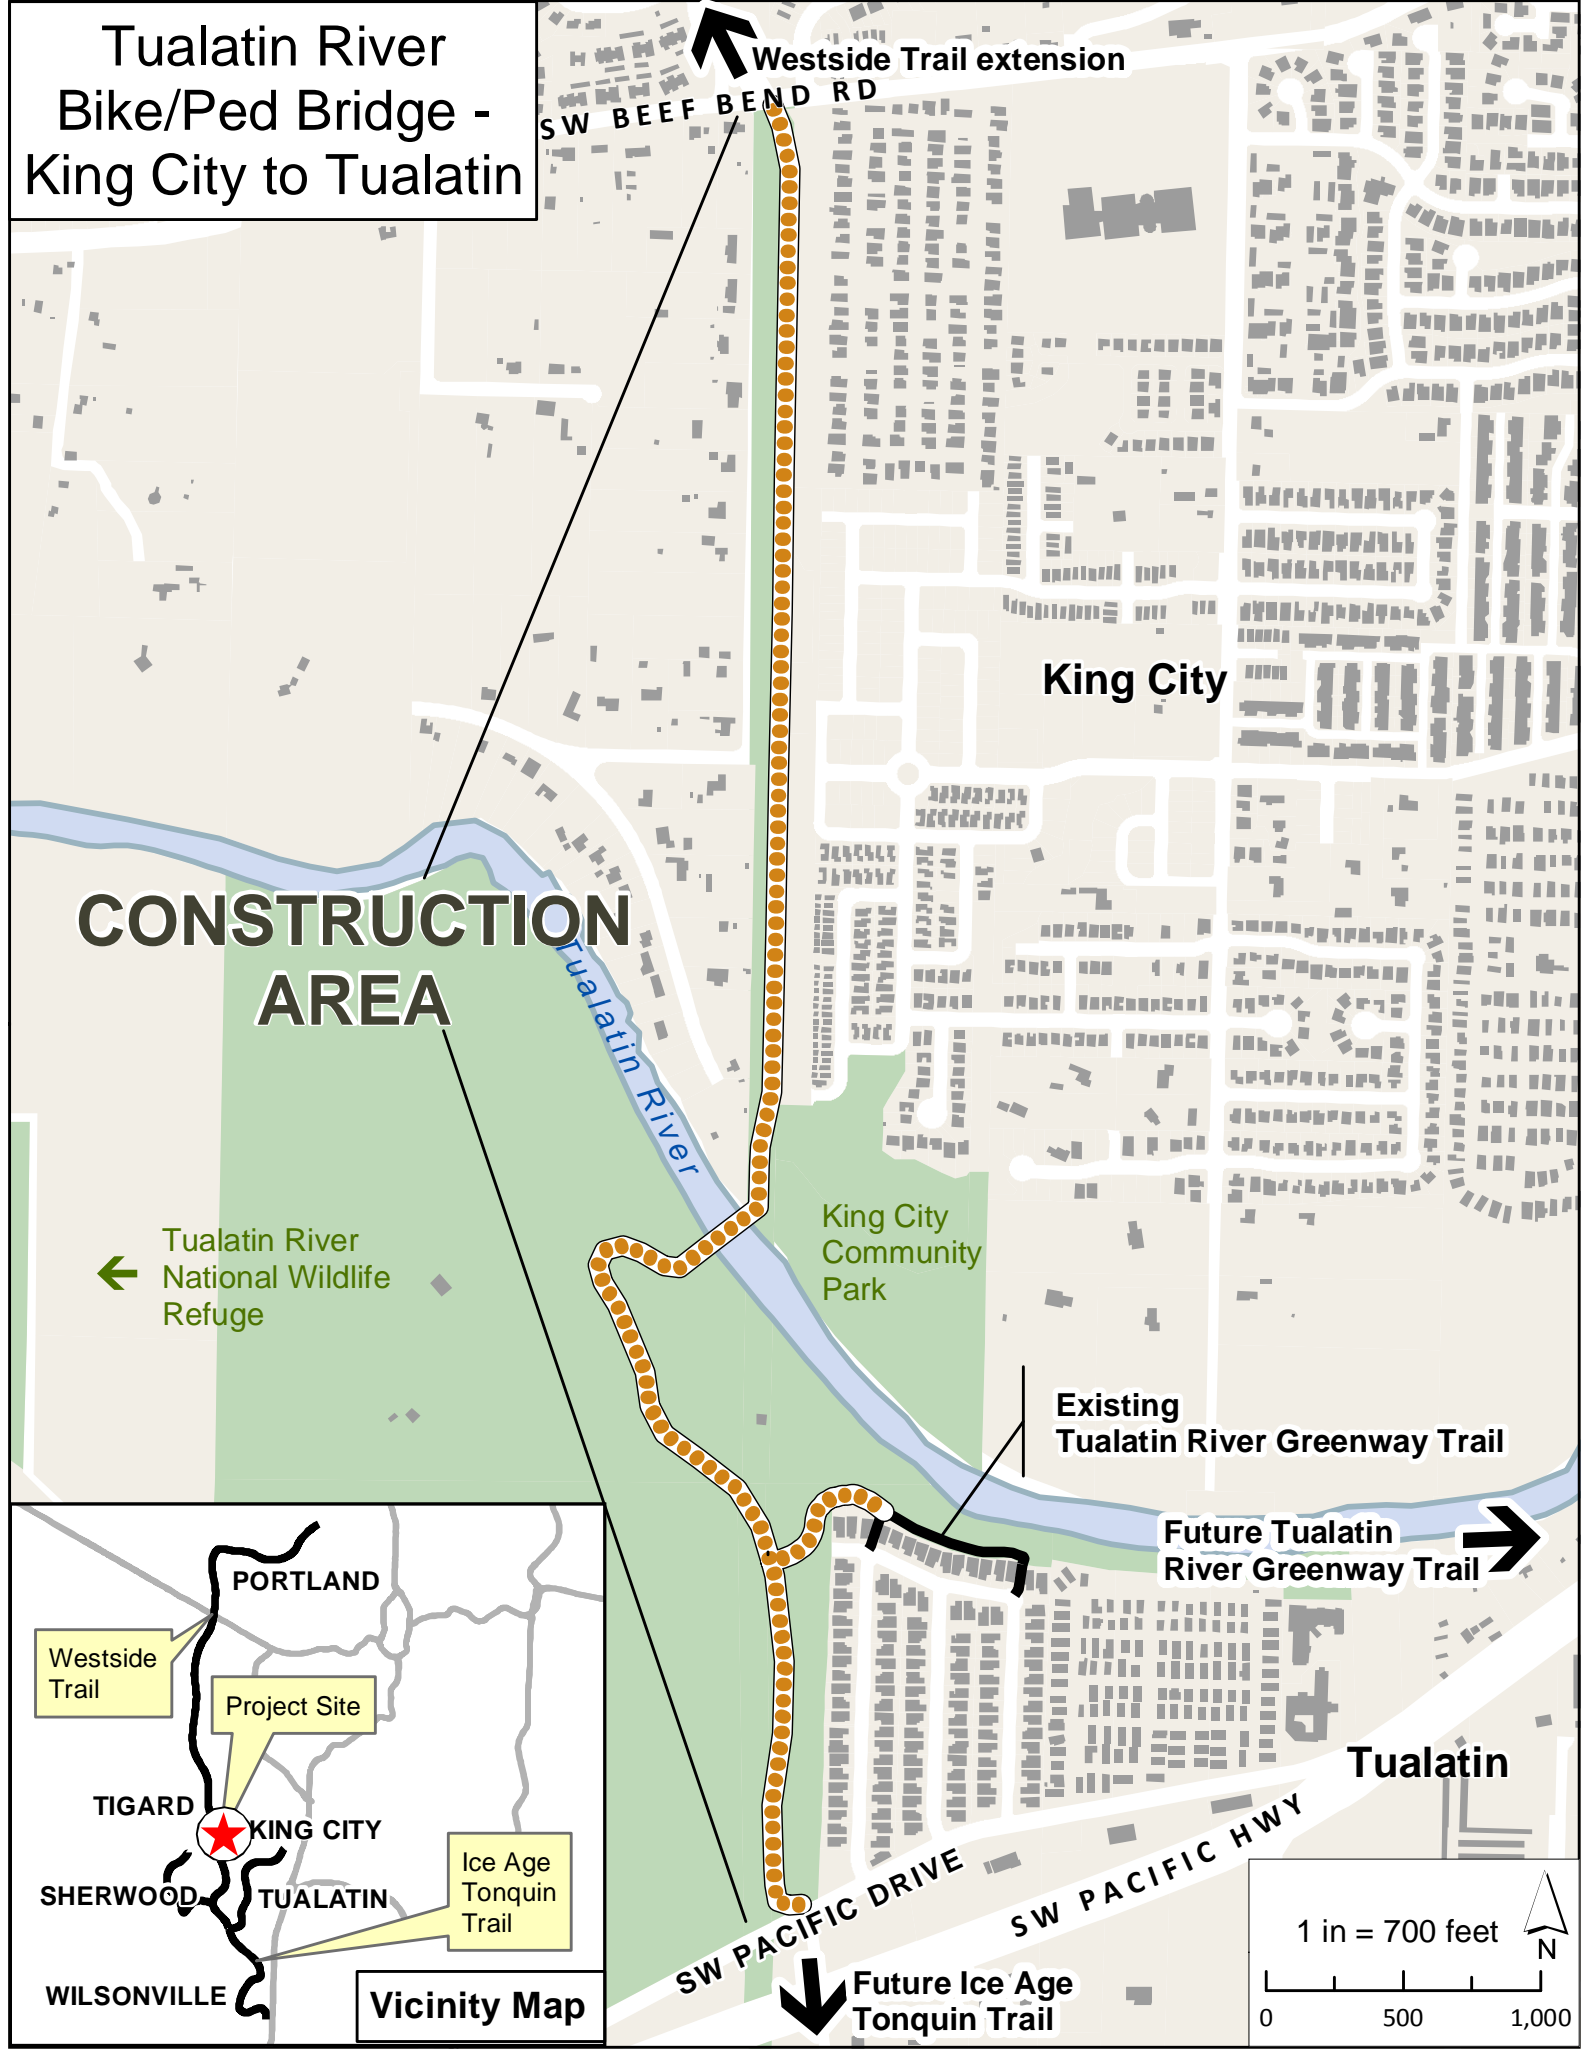 Tualatin River
Bike/Ped Bridge -
King City to Tualatin
Westside Trail extension
SW BEEF BEND RD
King City
CONSTRUCTION
AREA
Tualatin River
King City
Community
Park
Tualatin River
National Wildlife
Refuge
Existing
Tualatin River Greenway Trail
Future Tualatin
River Greenway Trail
Tualatin
SW PACIFIC DRIVE
SW PACIFIC HWY
Future Ice Age
Tonquin Trail
PORTLAND
Westside
Trail
Project Site
TIGARD
KING CITY
Ice Age
Tonquin
Trail
SHERWOOD
TUALATIN
WILSONVILLE
Vicinity Map
1 in = 700 feet
N
0 500 1,000